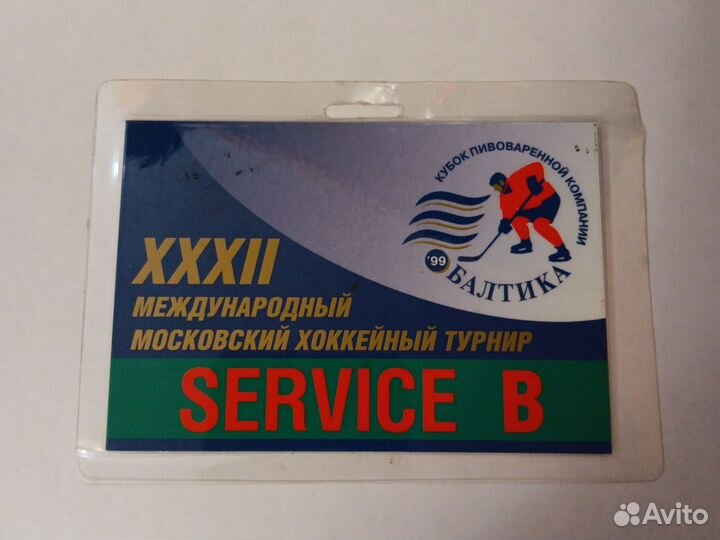 КУБОК ПИВОВАРЕННОЙ КОМПАНИИ
'99
БАЛТИКА
XXXII
МЕЖДУНАРОДНЫЙ
МОСКОВСКИЙ ХОККЕЙНЫЙ ТУРНИР
SERVICE B
Avito